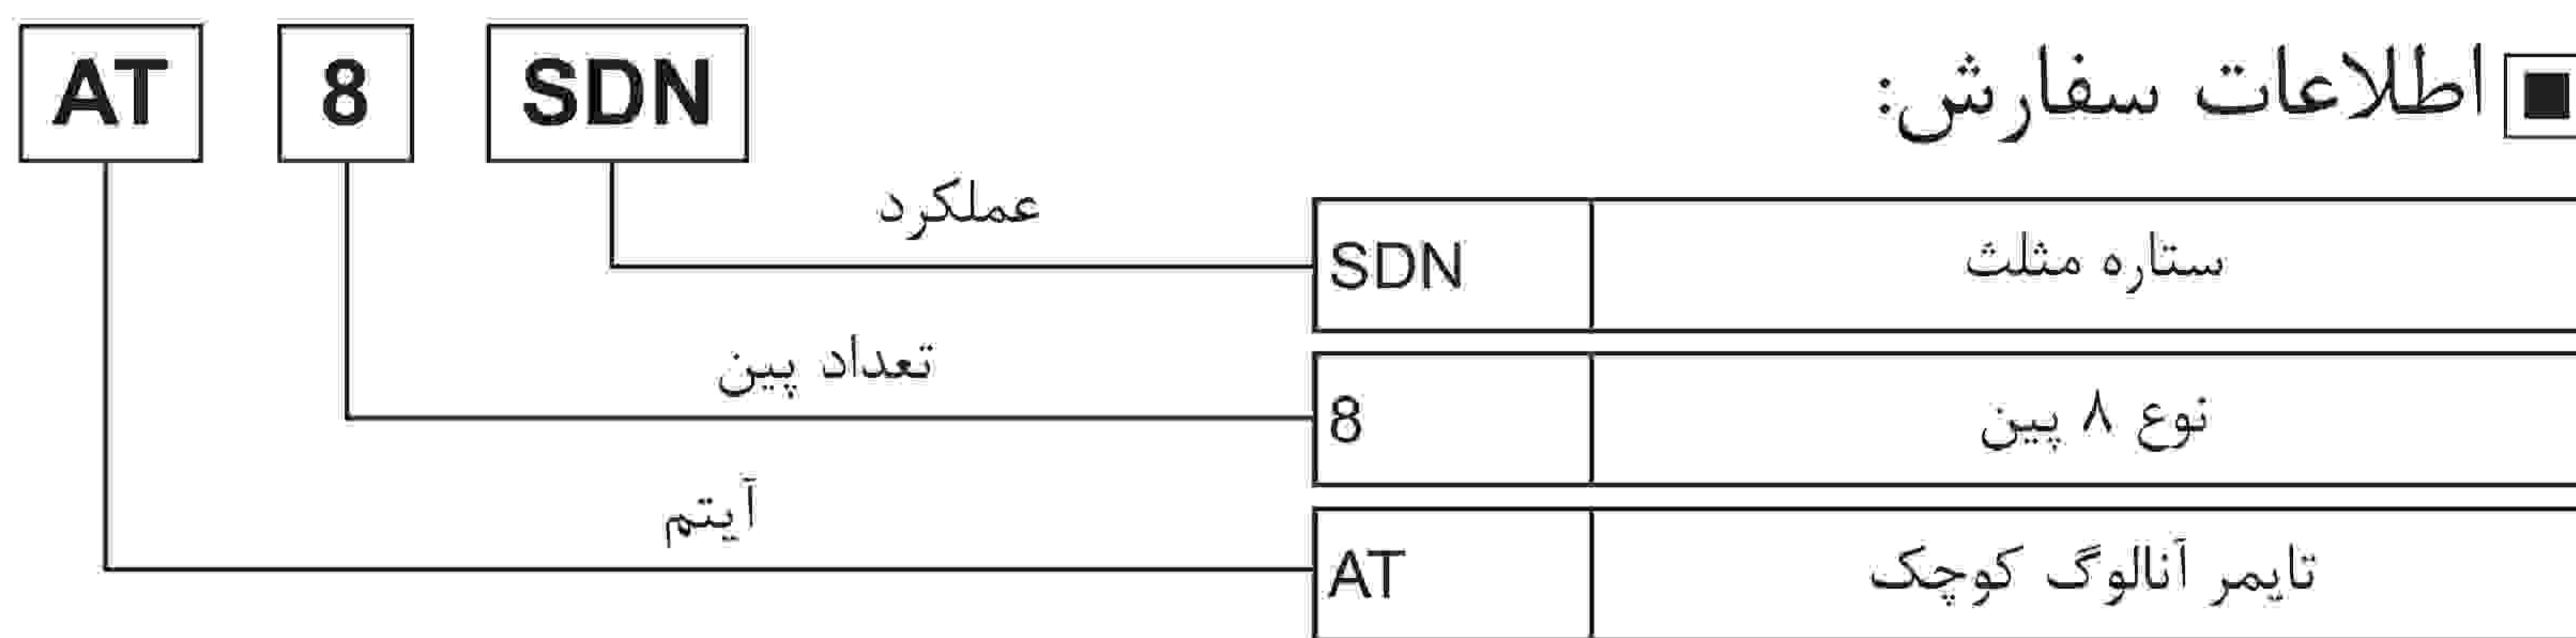 اطلاعات سفارش:
AT 8 SDN
عملکرد
SDN ستاره مثلث
تعداد پین
8 نوع ۸ پین
آیتم
AT تایمر آنالوگ کوچک